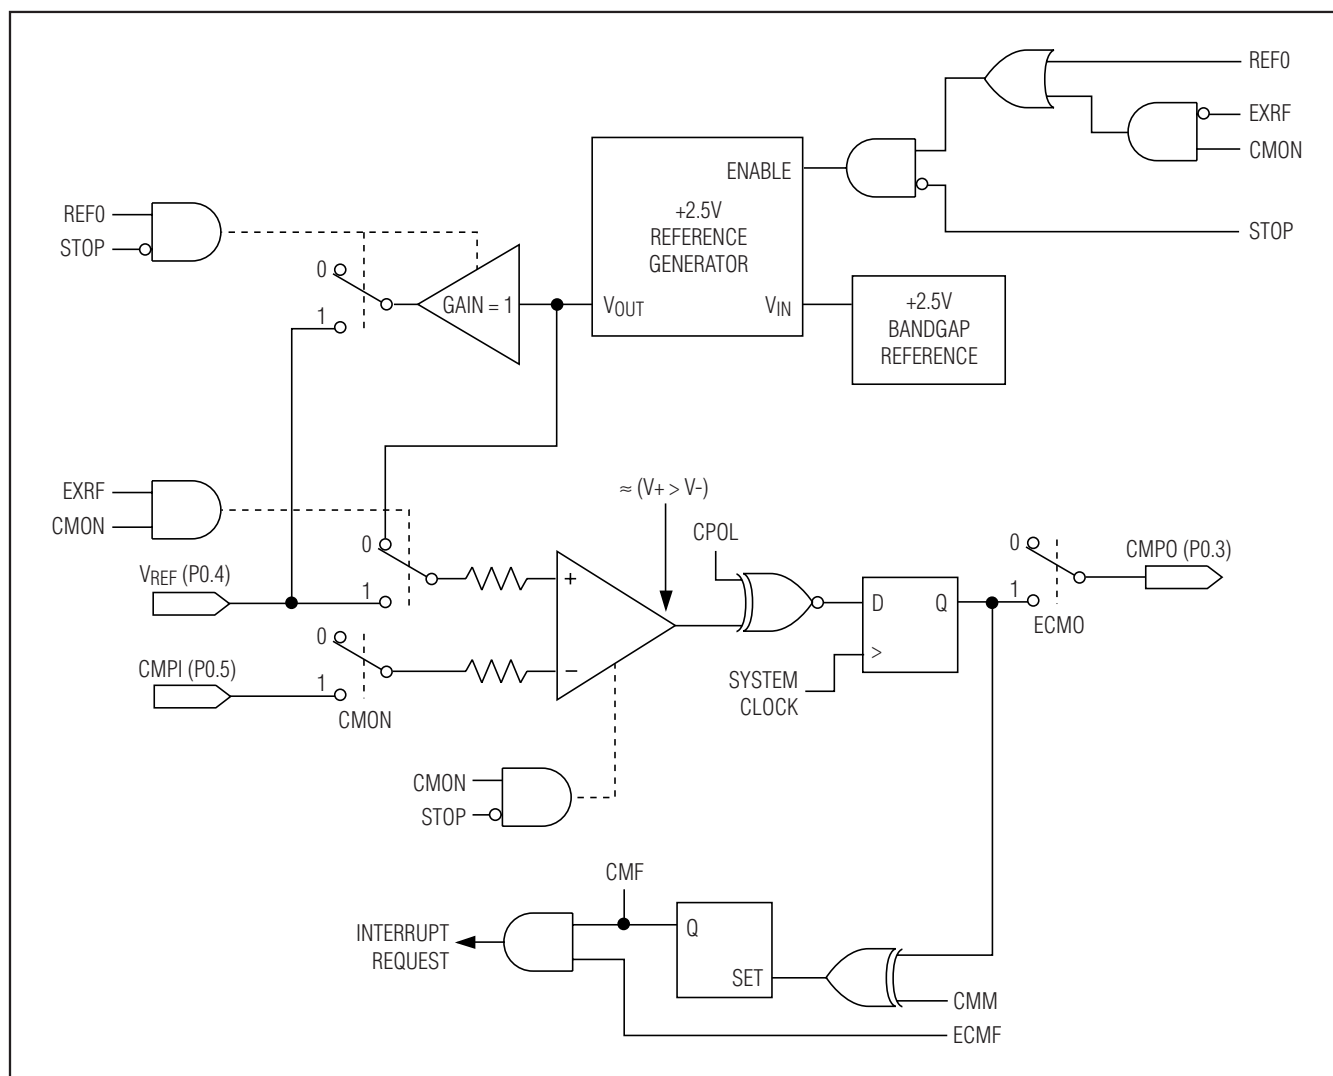 REFO
EXRF
CMON
STOP
ENABLE
+2.5V
REFERENCE
GENERATOR
VOUT
VIN
+2.5V
BANDGAP
REFERENCE
REFO
STOP
0
1
GAIN = 1
EXRF
CMON
0
1
VREF (P0.4)
CMPI (P0.5)
0
1
CMON
+
−
≈ (V+ > V-)
CPOL
D
Q
>
SYSTEM
CLOCK
0
1
ECMO
CMPO (P0.3)
CMON
STOP
CMF
INTERRUPT
REQUEST
Q
SET
CMM
ECMF